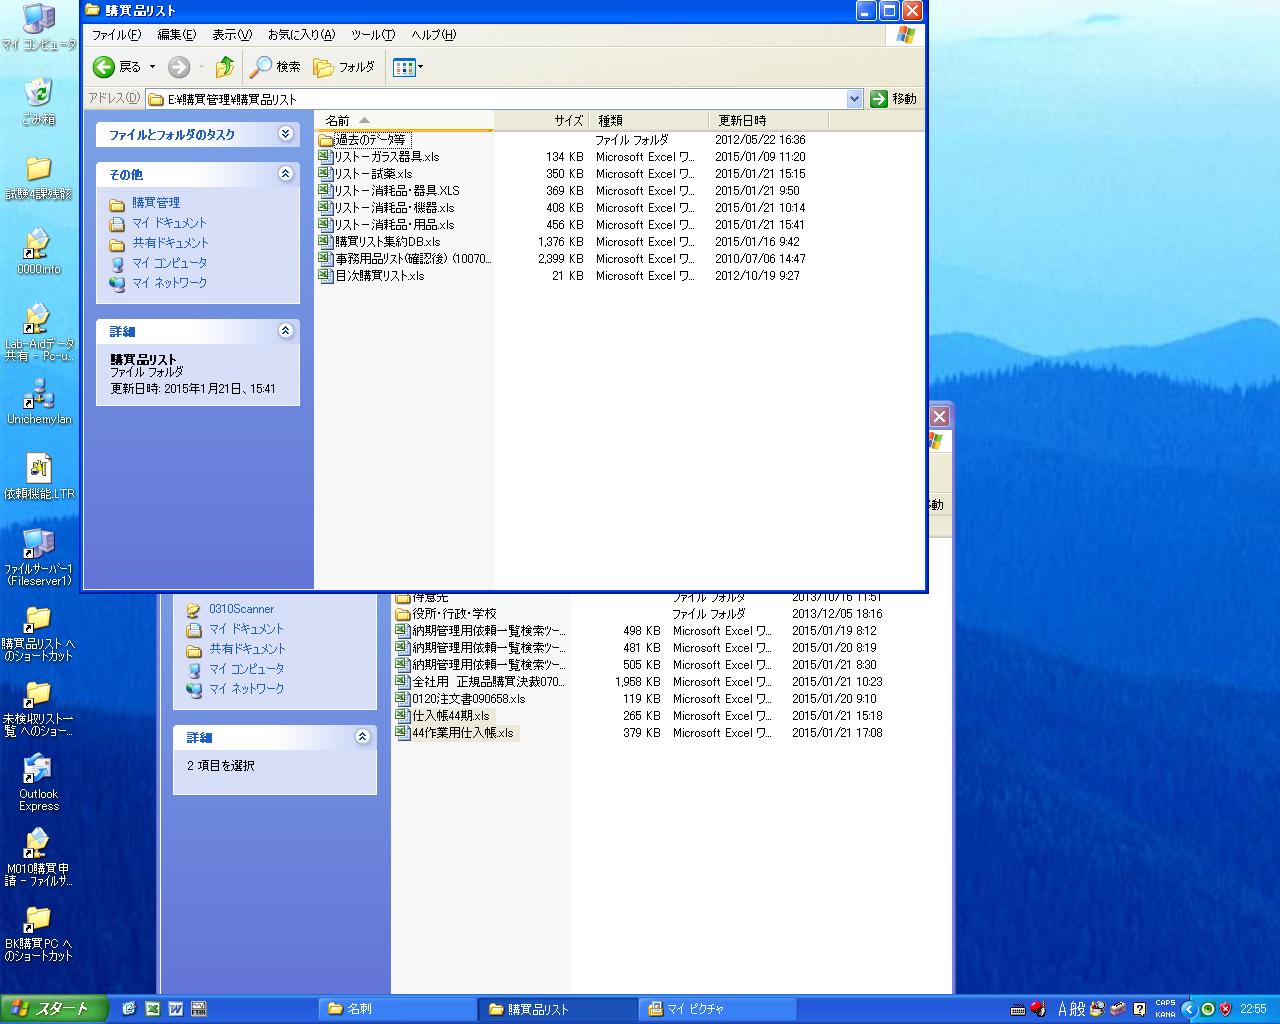 購買品リスト
ファイル(F) 編集(E) 表示(V) お気に入り(A) ツール(T) ヘルプ(H)
戻る 検索 フォルダ
アドレス(D) E:¥購買管理¥購買品リスト 移動
ファイルとフォルダのタスク
その他
購買管理
マイ ドキュメント
共有ドキュメント
マイ コンピュータ
マイ ネットワーク
詳細
購買品リスト
ファイル フォルダ
更新日時: 2015年1月21日、15:41
名前 サイズ 種類 更新日時
過去のデータ等 ファイル フォルダ 2012/05/22 16:36
リストーガラス器具.xls 134 KB Microsoft Excel ワ... 2015/01/09 11:20
リストー試薬.xls 350 KB Microsoft Excel ワ... 2015/01/21 15:15
リストー消耗品・器具.XLS 369 KB Microsoft Excel ワ... 2015/01/21 9:50
リストー消耗品・機器.xls 408 KB Microsoft Excel ワ... 2015/01/21 10:14
リストー消耗品・用品.xls 456 KB Microsoft Excel ワ... 2015/01/21 15:41
購買リスト集約DB.xls 1,376 KB Microsoft Excel ワ... 2015/01/16 9:42
事務用品リスト(確認後) (10070... 2,399 KB Microsoft Excel ワ... 2010/07/06 14:47
目次購買リスト.xls 21 KB Microsoft Excel ワ... 2012/10/19 9:27
マイ コンピュータ
ごみ箱
試験4課残骸
0000info
Lab-Aidデータ
共有 - Pc-u...
Unichemylan
依頼機能.LTR
ファイルサーバー1
(Fileserver1)
購買品リスト へ
のショートカット
未検収リスト一
覧 へのショー...
Outlook
Express
M010購買申
請 - ファイルサ...
BK購買PC へ
のショートカット
移動
0310Scanner
マイ ドキュメント
共有ドキュメント
マイ コンピュータ
マイ ネットワーク
詳細
2 項目を選択
得意先 ファイル フォルダ 2013/10/16 11:51
役所・行政・学校 ファイル フォルダ 2013/12/05 18:16
納期管理用依頼一覧検索ツー... 498 KB Microsoft Excel ワ... 2015/01/19 8:12
納期管理用依頼一覧検索ツー... 481 KB Microsoft Excel ワ... 2015/01/20 8:19
納期管理用依頼一覧検索ツー... 505 KB Microsoft Excel ワ... 2015/01/21 8:30
全社用 正規品購買決裁070... 1,958 KB Microsoft Excel ワ... 2015/01/21 10:23
0120注文書090658.xls 119 KB Microsoft Excel ワ... 2015/01/20 9:10
仕入帳44期.xls 265 KB Microsoft Excel ワ... 2015/01/21 15:18
44作業用仕入帳.xls 379 KB Microsoft Excel ワ... 2015/01/21 17:08
スタート 名刺 購買品リスト マイ ピクチャ A 般 CAPS KANA 22:55